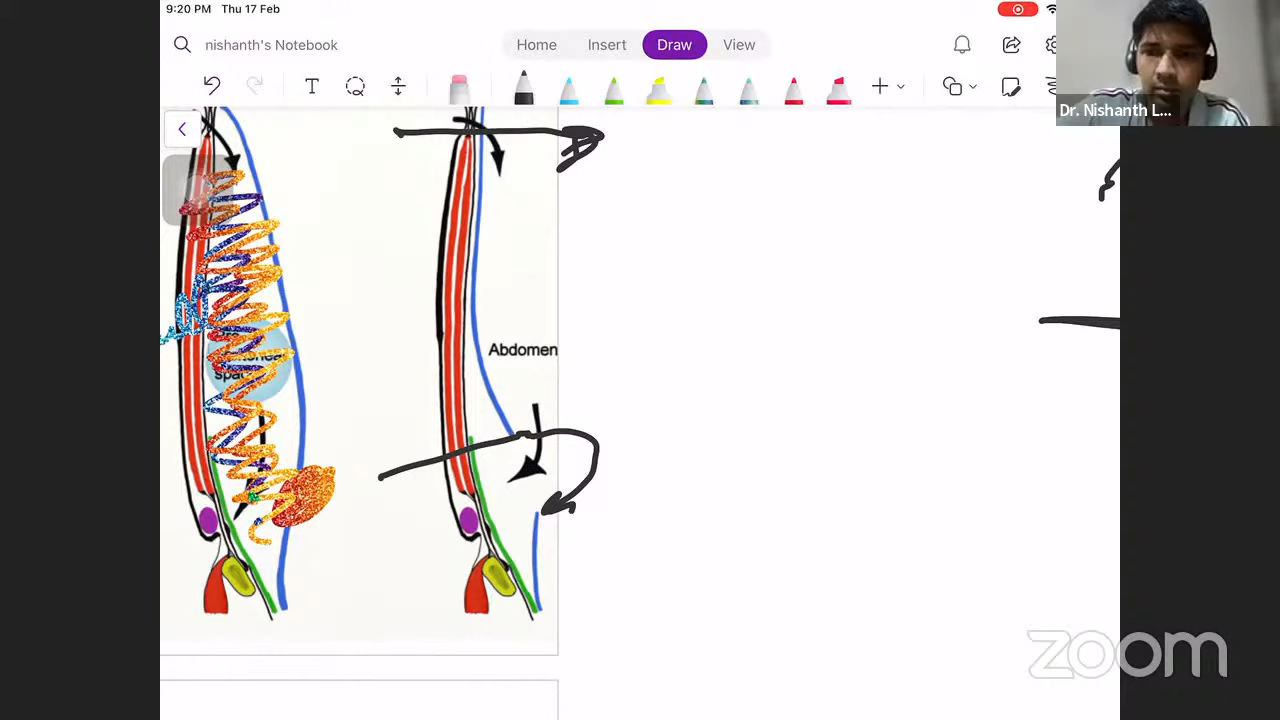 9:20 PM Thu 17 Feb
nishanth's Notebook
Home Insert Draw View
T
Dr. Nishanth L...
Abdomen
zoom